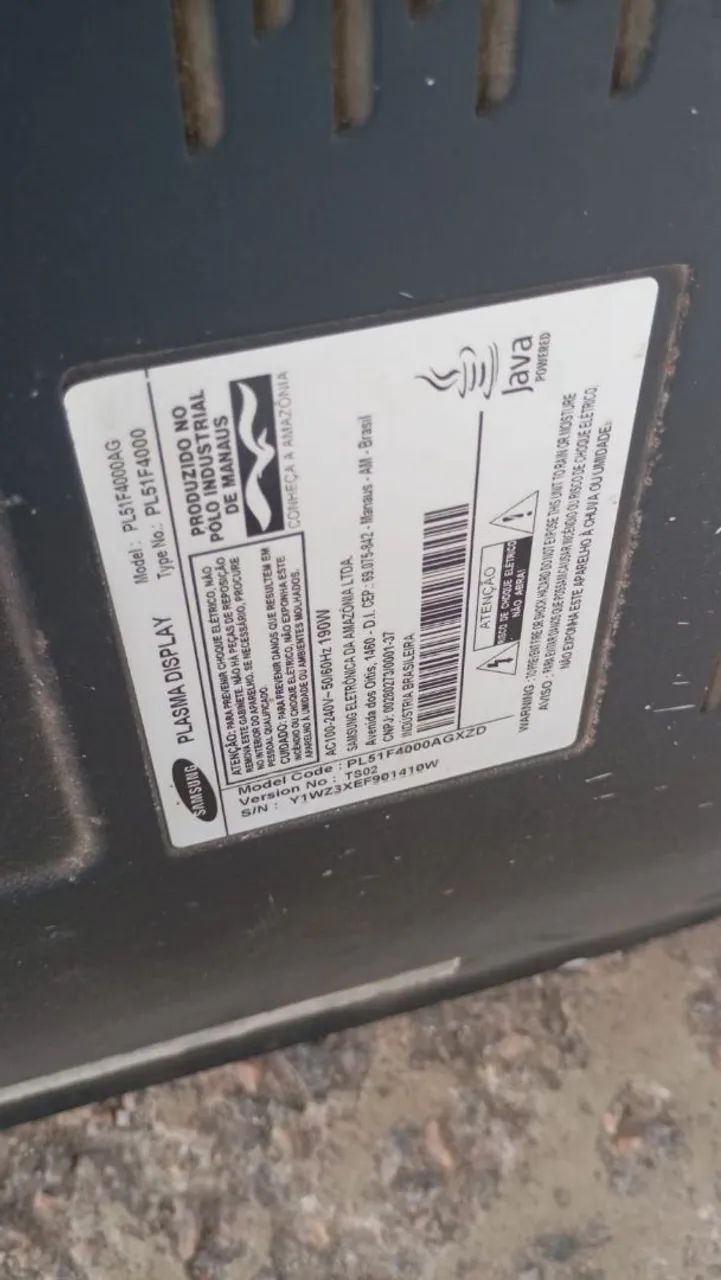 SAMSUNG
PLASMA DISPLAY
Model : PL51F4000AG
Type No.: PL51F4000
ATENÇÃO: PARA PREVENIR CHOQUE ELÉTRICO, NÃO
REMOVA ESTE GABINETE. NÃO HÁ PEÇAS DE REPOSIÇÃO
NO INTERIOR DO APARELHO. SE NECESSÁRIO, PROCURE
PESSOAL QUALIFICADO.
CUIDADO: PARA PREVENIR DANOS QUE RESULTEM EM
INCÊNDIO OU CHOQUE ELÉTRICO, NÃO EXPONHA ESTE
APARELHO À UMIDADE OU AMBIENTES MOLHADOS.
PRODUZIDO NO
POLO INDUSTRIAL
DE MANAUS
CONHEÇA A AMAZÔNIA
AC100-240V~ 50/60Hz 190W
SAMSUNG ELETRÔNICA DA AMAZÔNIA LTDA.
Avenida dos Oitis, 1460 - D.I. CEP.: 69.075-842 - Manaus - AM - Brasil
CNPJ.: 00280273/0001-37
INDÚSTRIA BRASILEIRA
Model Code : PL51F4000AGXZD
Version No : TS02
S/N : Y1WZ3XEF901410W
ATENÇÃO
RISCO DE CHOQUE ELÉTRICO
NÃO ABRA!
Java
POWERED
WARNING : TO PREVENT FIRE OR SHOCK HAZARD DO NOT EXPOSE THIS UNIT TO RAIN OR MOISTURE
AVISO : PARA EVITAR DANOS QUE POSSAM CAUSAR INCÊNDIO OU RISCO DE CHOQUE ELÉTRICO,
NÃO EXPONHA ESTE APARELHO À CHUVA OU UMIDADE.